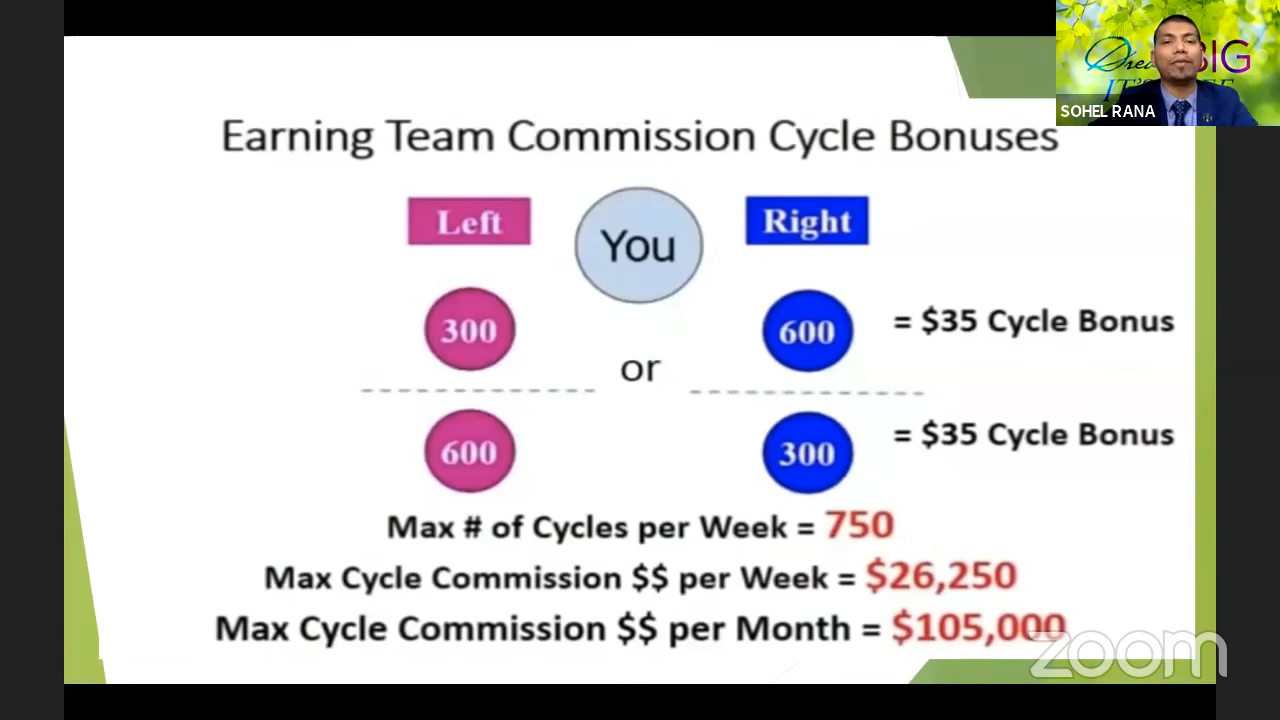 BIG
SOHEL RANA
Earning Team Commission Cycle Bonuses
Left
You
Right
300
600
= $35 Cycle Bonus
or
600
300
= $35 Cycle Bonus
Max # of Cycles per Week = 750
Max Cycle Commission $$ per Week = $26,250
Max Cycle Commission $$ per Month = $105,000
zoom